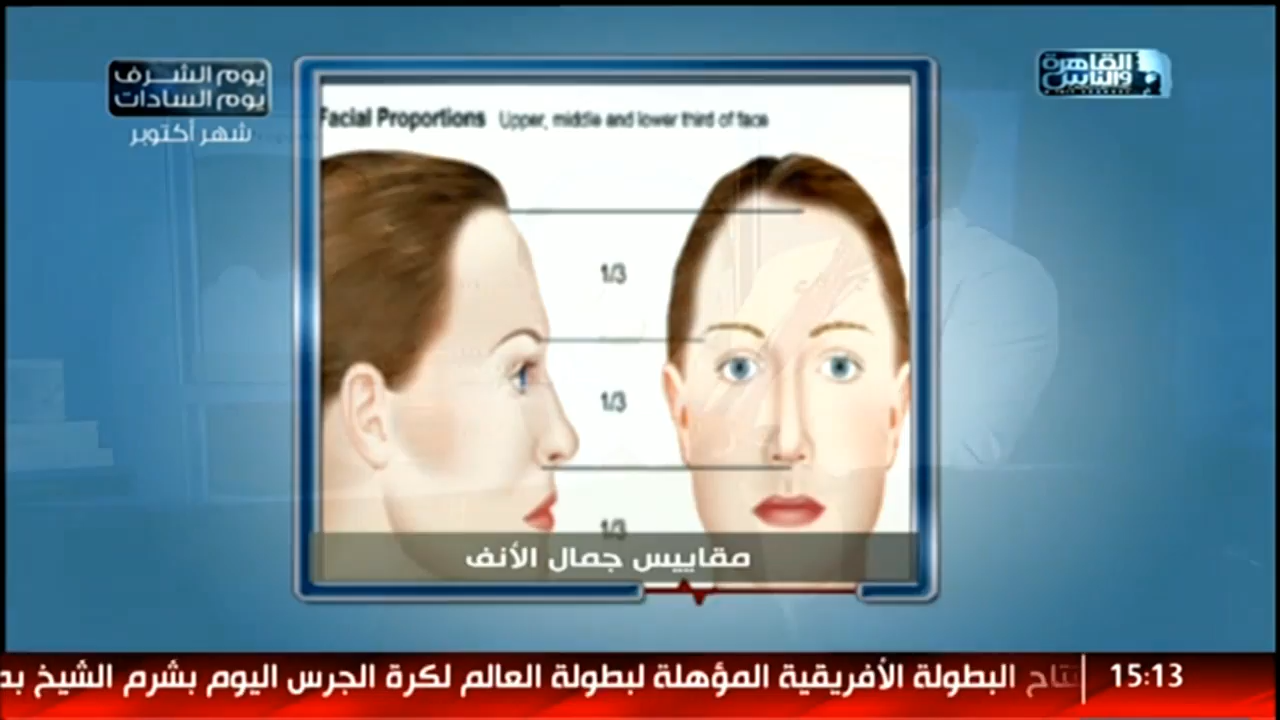 يوم الشرف
يوم السادات
شهر أكتوبر
القاهرة
والناس
Facial Proportions Upper, middle and lower third of face
1/3
1/3
1/3
مقاييس جمال الأنف
البطولة الأفريقية المؤهلة لبطولة العالم لكرة الجرس اليوم بشرم الشيخ
15:13